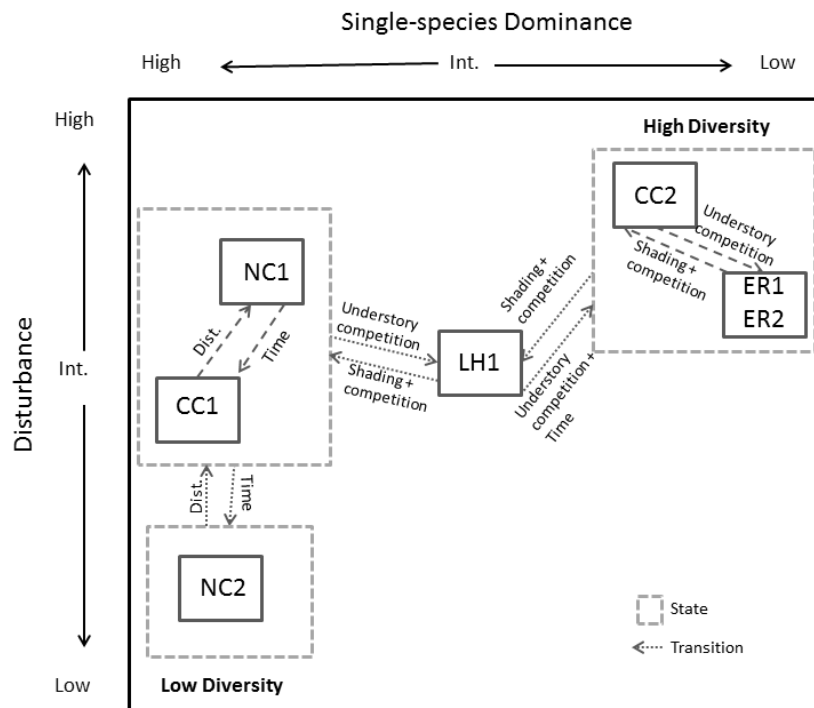 Single-species Dominance
High
Int.
Low
High
High Diversity
CC2
Understory
competition
Shading +
competition
ER1
ER2
NC1
Dist.
Time
CC1
Understory
competition
Shading +
competition
LH1
Shading +
competition
Understory
competition +
Time
Disturbance
Int.
Dist.
Time
NC2
State
Transition
Low
Low Diversity